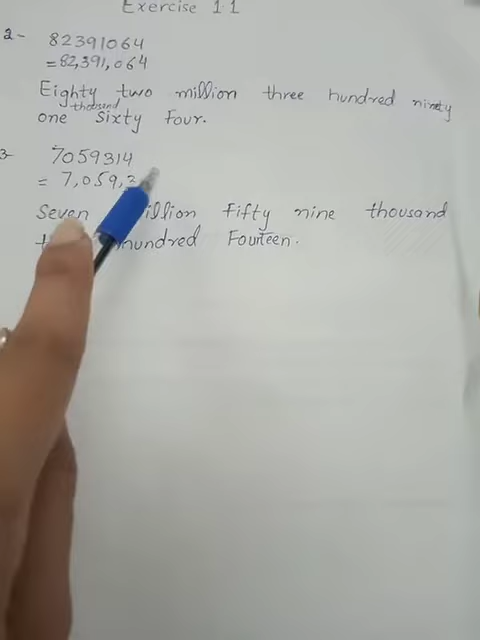 Exercise 1.1
2- 82391064
=82,391,064
Eighty two million three hundred ninety
thousand
one sixty Four.
3- 7059314
= 7,059,3
Seven illion Fifty nine thousand
hundred Fourteen.